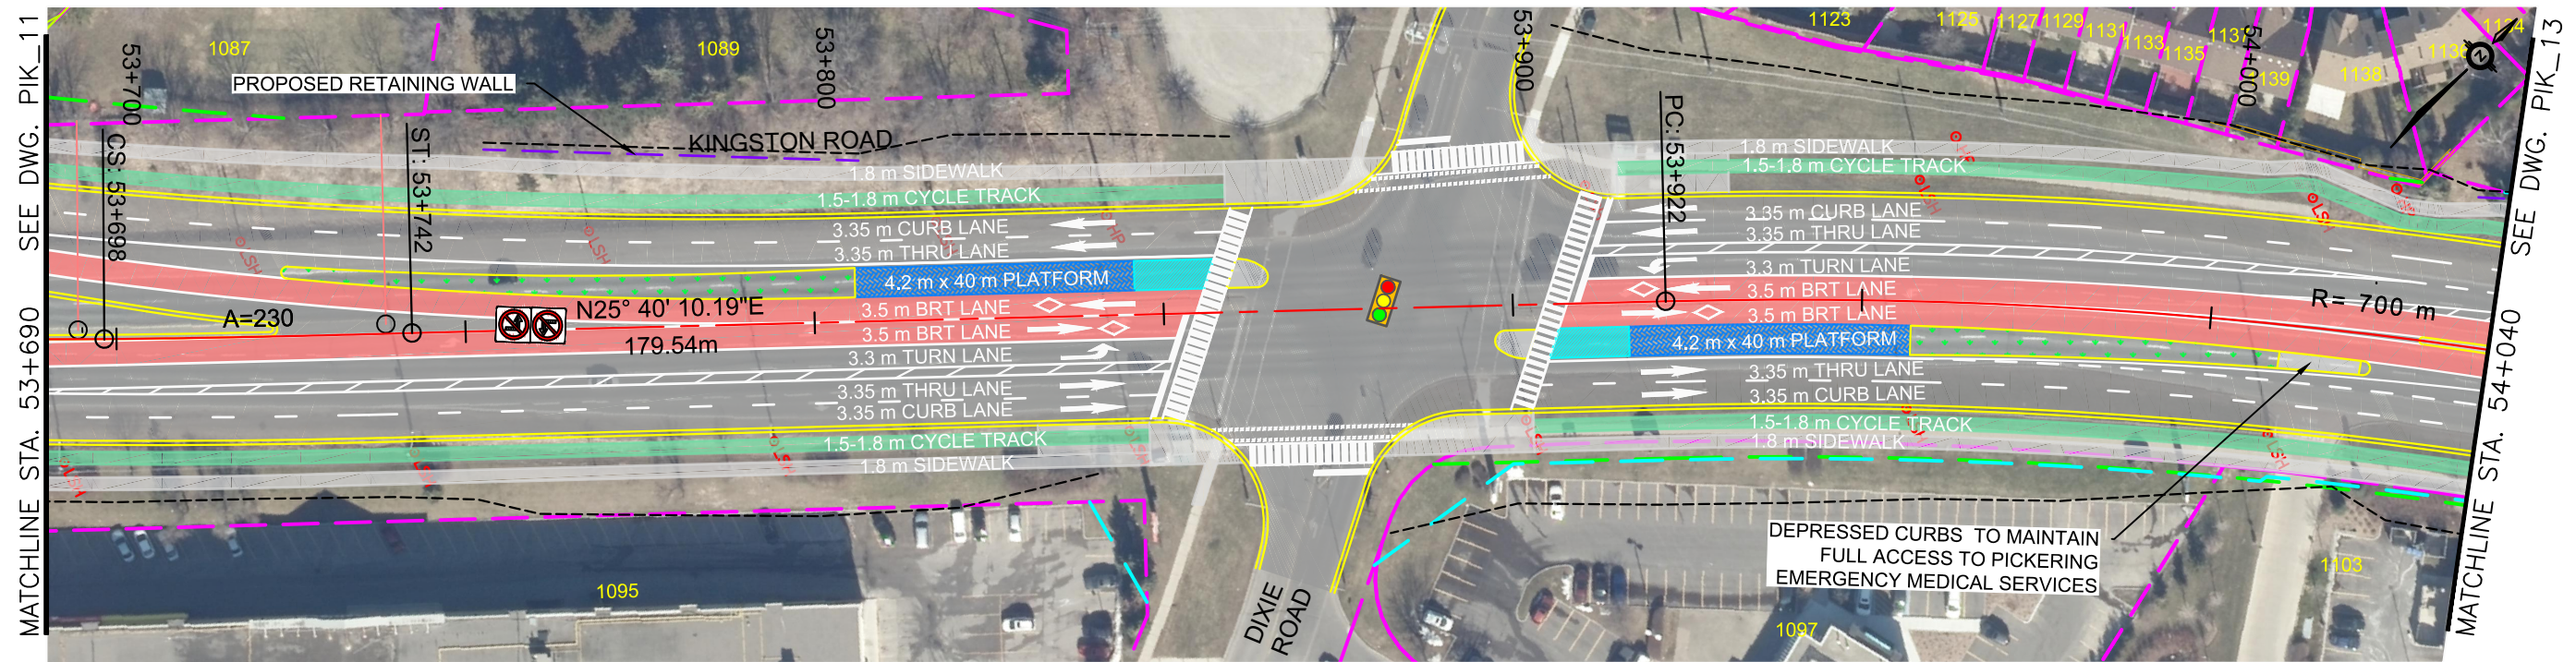 MATCHLINE STA. 53+690 SEE DWG. PIK_11
1087
1089
53+700
53+800
53+900
54+000
1123
1125
1127
1129
1131
1133
1135
1137
1138
1136
PROPOSED RETAINING WALL
KINGSTON ROAD
CS: 53+698
ST: 53+742
PC: 53+922
1.8 m SIDEWALK
1.5-1.8 m CYCLE TRACK
3.35 m CURB LANE
3.35 m THRU LANE
4.2 m x 40 m PLATFORM
3.5 m BRT LANE
3.5 m BRT LANE
3.3 m TURN LANE
3.35 m THRU LANE
3.35 m CURB LANE
1.5-1.8 m CYCLE TRACK
1.8 m SIDEWALK
A=230
N25° 40' 10.19"E
179.54m
1.8 m SIDEWALK
1.5-1.8 m CYCLE TRACK
3.35 m CURB LANE
3.35 m THRU LANE
3.3 m TURN LANE
3.5 m BRT LANE
3.5 m BRT LANE
4.2 m x 40 m PLATFORM
3.35 m THRU LANE
3.35 m CURB LANE
1.5-1.8 m CYCLE TRACK
1.8 m SIDEWALK
R= 700 m
DEPRESSED CURBS TO MAINTAIN
FULL ACCESS TO PICKERING
EMERGENCY MEDICAL SERVICES
1095
1097
1103
DIXIE
ROAD
MATCHLINE STA. 54+040 SEE DWG. PIK_13